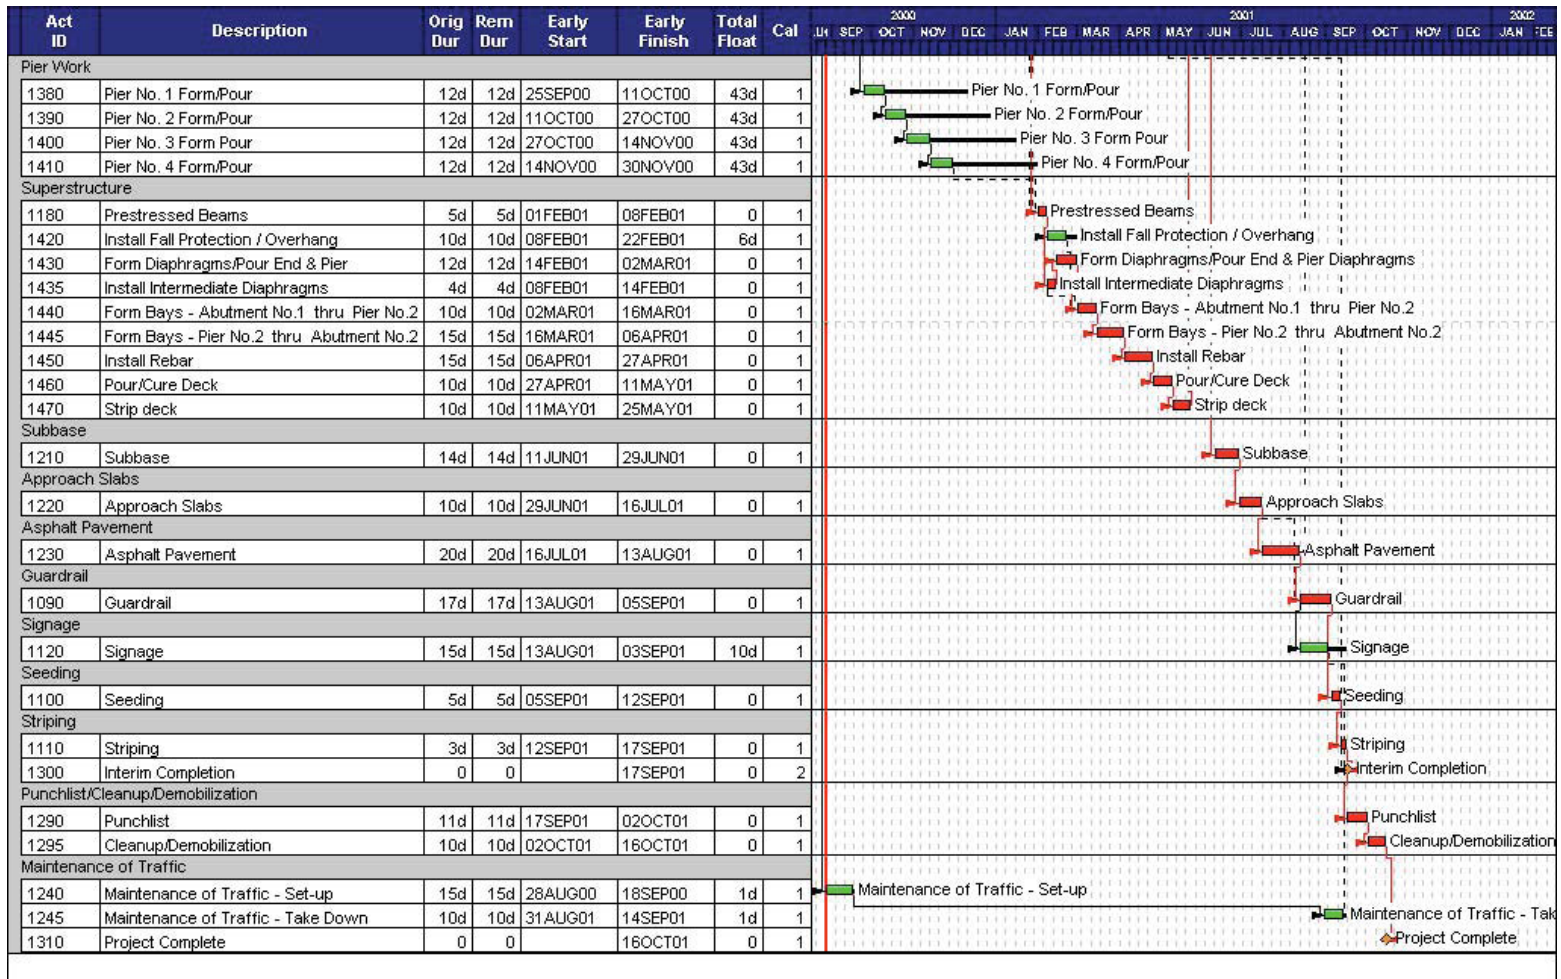 Act ID Description Orig Dur Rem Dur Early Start Early Finish Total Float Cal
2000 2001 2002
SEP OCT NOV DEC JAN FEB MAR APR MAY JUN JUL AUG SEP OCT NOV DEC JAN
Pier Work
1380 Pier No. 1 Form/Pour 12d 12d 25SEP00 11OCT00 43d 1 Pier No. 1 Form/Pour
1390 Pier No. 2 Form/Pour 12d 12d 11OCT00 27OCT00 43d 1 Pier No. 2 Form/Pour
1400 Pier No. 3 Form Pour 12d 12d 27OCT00 14NOV00 43d 1 Pier No. 3 Form Pour
1410 Pier No. 4 Form/Pour 12d 12d 14NOV00 30NOV00 43d 1 Pier No. 4 Form/Pour
Superstructure
1180 Prestressed Beams 5d 5d 01FEB01 08FEB01 0 1 Prestressed Beams
1420 Install Fall Protection / Overhang 10d 10d 08FEB01 22FEB01 6d 1 Install Fall Protection / Overhang
1430 Form Diaphragms/Pour End & Pier 12d 12d 14FEB01 02MAR01 0 1 Form Diaphragms/Pour End & Pier Diaphragms
1435 Install Intermediate Diaphragms 4d 4d 08FEB01 14FEB01 0 1 Install Intermediate Diaphragms
1440 Form Bays - Abutment No.1 thru Pier No.2 10d 10d 02MAR01 16MAR01 0 1 Form Bays - Abutment No.1 thru Pier No.2
1445 Form Bays - Pier No.2 thru Abutment No.2 15d 15d 16MAR01 06APR01 0 1 Form Bays - Pier No.2 thru Abutment No.2
1450 Install Rebar 15d 15d 06APR01 27APR01 0 1 Install Rebar
1460 Pour/Cure Deck 10d 10d 27APR01 11MAY01 0 1 Pour/Cure Deck
1470 Strip deck 10d 10d 11MAY01 25MAY01 0 1 Strip deck
Subbase
1210 Subbase 14d 14d 11JUN01 29JUN01 0 1 Subbase
Approach Slabs
1220 Approach Slabs 10d 10d 29JUN01 16JUL01 0 1 Approach Slabs
Asphalt Pavement
1230 Asphalt Pavement 20d 20d 16JUL01 13AUG01 0 1 Asphalt Pavement
Guardrail
1090 Guardrail 17d 17d 13AUG01 05SEP01 0 1 Guardrail
Signage
1120 Signage 15d 15d 13AUG01 03SEP01 10d 1 Signage
Seeding
1100 Seeding 5d 5d 05SEP01 12SEP01 0 1 Seeding
Striping
1110 Striping 3d 3d 12SEP01 17SEP01 0 1 Striping
1300 Interim Completion 0 0 17SEP01 0 2 Interim Completion
Punchlist/Cleanup/Demobilization
1290 Punchlist 11d 11d 17SEP01 02OCT01 0 1 Punchlist
1295 Cleanup/Demobilization 10d 10d 02OCT01 16OCT01 0 1 Cleanup/Demobilization
Maintenance of Traffic
1240 Maintenance of Traffic - Set-up 15d 15d 28AUG00 18SEP00 1d 1 Maintenance of Traffic - Set-up
1245 Maintenance of Traffic - Take Down 10d 10d 31AUG01 14SEP01 1d 1 Maintenance of Traffic - Tak
1310 Project Complete 0 0 16OCT01 0 1 Project Complete